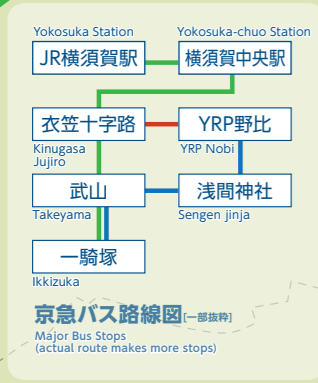 Yokosuka Station
Yokosuka-chuo Station
JR横須賀駅
横須賀中央駅
衣笠十字路
YRP野比
Kinugasa
Jujiro
YRP Nobi
武山
浅間神社
Takeyama
Sengen jinja
一騎塚
Ikkizuka
京急バス路線図[一部抜粋]
Major Bus Stops
(actual route makes more stops)